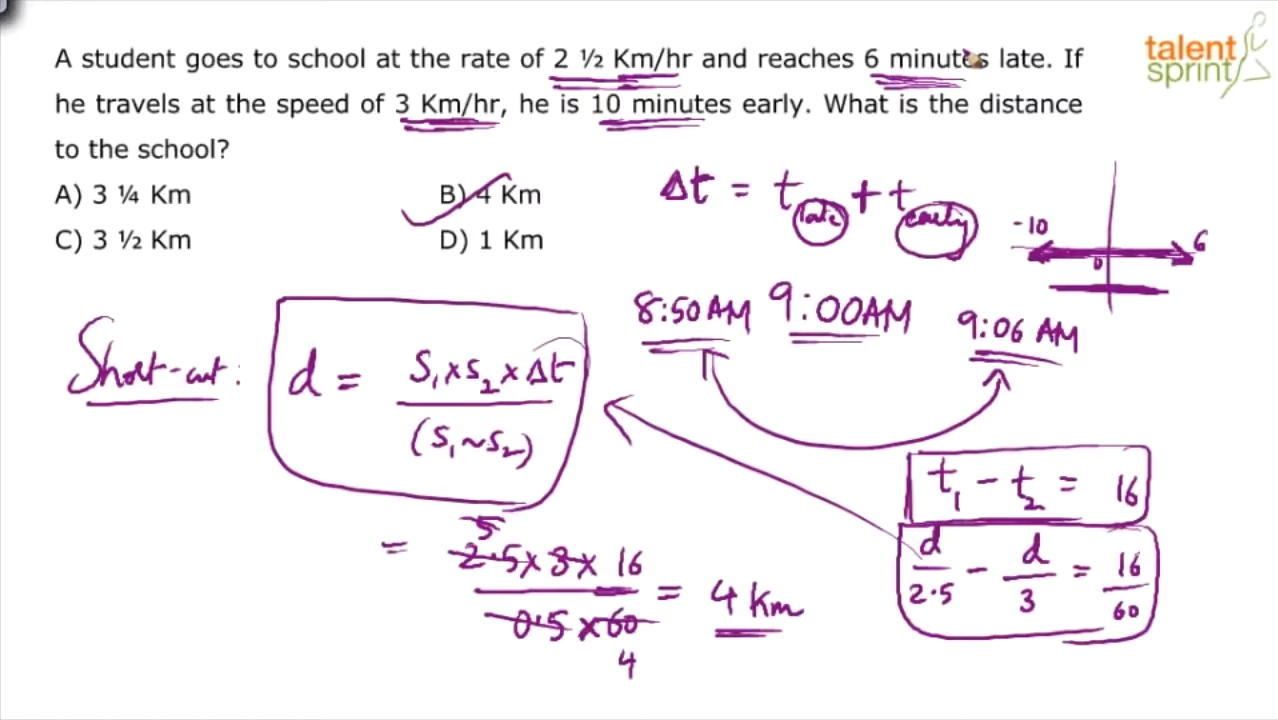 talent
sprint
A student goes to school at the rate of 2 ½ Km/hr and reaches 6 minutes late. If
he travels at the speed of 3 Km/hr, he is 10 minutes early. What is the distance
to the school?
A) 3 ¼ Km
B) 4 Km
C) 3 ½ Km
D) 1 Km
Δt = t late + t early
-10 0 6
8:50 AM 9:00 AM 9:06 AM
Short-cut:
d = S₁ × S₂ × Δt
(S₁ ~ S₂)
t₁ - t₂ = 16
d/2.5 - d/3 = 16/60
5
= 2.5 × 3 × 16 = 4 Km
0.5 × 60
4